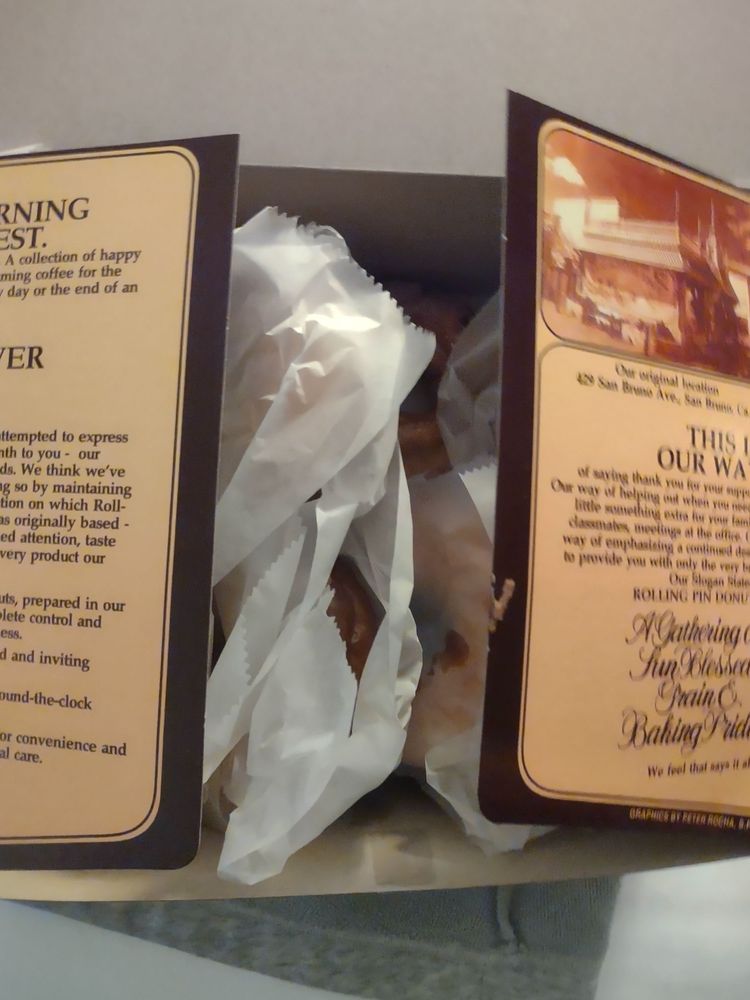 RNING
EST.
A collection of happy
ming coffee for the
day or the end of an
VER
ttempted to express
nth to you - our
ds. We think we've
ng so by maintaining
tion on which Roll-
as originally based -
ed attention, taste
very product our
uts, prepared in our
plete control and
ess.
d and inviting
ound-the-clock
or convenience and
al care.
Our original location
429 San Bruno Ave., San Bruno, Ca.
THIS I
OUR WA
of saying thank you for your supp
Our way of helping out when you need
little something extra for your fam
classmates, meetings at the office.
way of emphasizing a continued des
to provide you with only the very b
Our Slogan State
ROLLING PIN DONU
A Gathering o
Sun Blessed
Grain &
Baking Prid
We feel that says it al
GRAPHICS BY PETER ROCHA, S.F